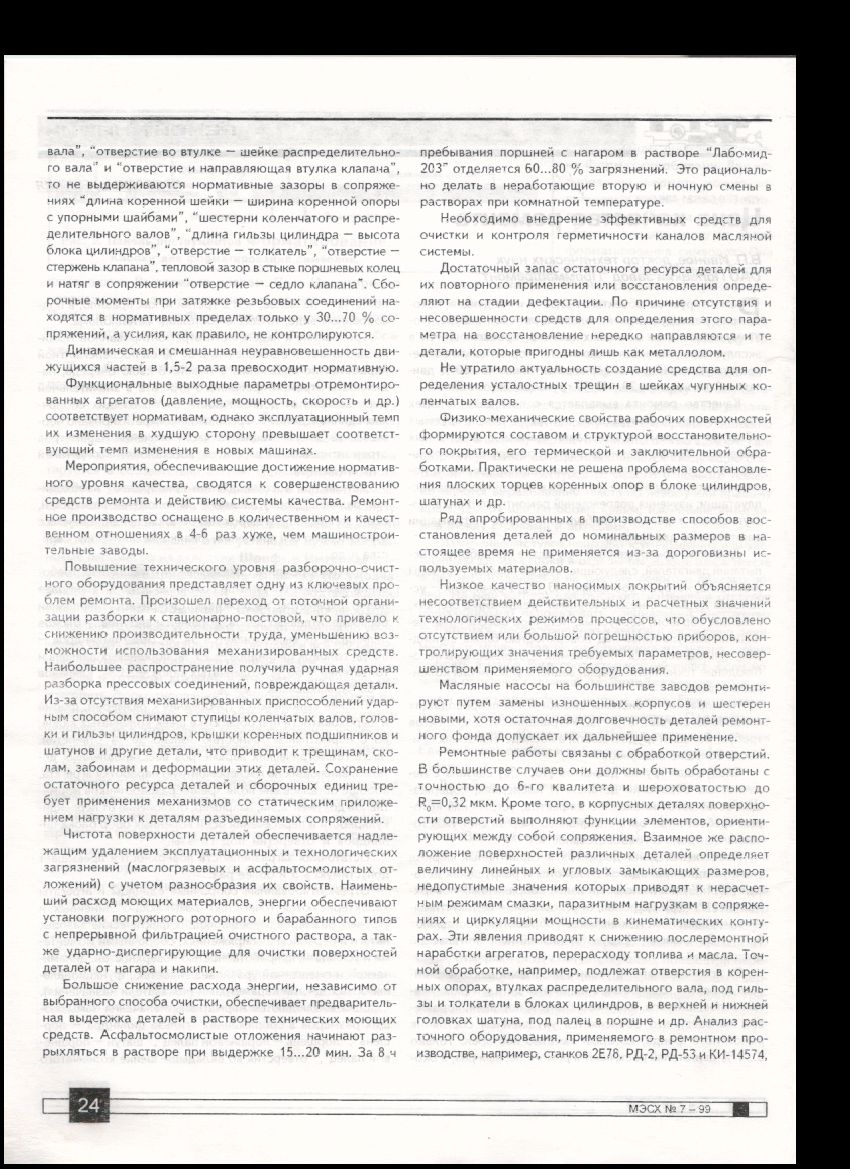 вала", "отверстие во втулке — шейке распределительно-
го вала" и "отверстие и направляющая втулка клапана",
то не выдерживаются нормативные зазоры в сопряже-
ниях "длина коренной шейки — ширина коренной опоры
с упорными шайбами", "шестерни коленчатого и распре-
делительного валов", "длина гильзы цилиндра — высота
блока цилиндров", "отверстие — толкатель", "отверстие —
стержень клапана", тепловой зазор в стыке поршневых колец
и натяг в сопряжении "отверстие — седло клапана". Сбо-
рочные моменты при затяжке резьбовых соединений на-
ходятся в нормативных пределах только у 30...70 % со-
пряжений, а усилия, как правило, не контролируются.
Динамическая и смешанная неуравновешенность дви-
жущихся частей в 1,5-2 раза превосходит нормативную.
Функциональные выходные параметры отремонтиро-
ванных агрегатов (давление, мощность, скорость и др.)
соответствует нормативам, однако эксплуатационный темп
их изменения в худшую сторону превышает соответст-
вующий темп изменения в новых машинах.
Мероприятия, обеспечивающие достижение норматив-
ного уровня качества, сводятся к совершенствованию
средств ремонта и действию системы качества. Ремонт-
ное производство оснащено в количественном и качест-
венном отношениях в 4-6 раз хуже, чем машинострои-
тельные заводы.
Повышение технического уровня разборочно-очист-
ного оборудования представляет одну из ключевых про-
блем ремонта. Произошел переход от поточной органи-
зации разборки к стационарно-постовой, что привело к
снижению производительности труда, уменьшению воз-
можности использования механизированных средств.
Наибольшее распространение получила ручная ударная
разборка прессовых соединений, повреждающая детали.
Из-за отсутствия механизированных приспособлений удар-
ным способом снимают ступицы коленчатых валов, голов-
ки и гильзы цилиндров, крышки коренных подшипников и
шатунов и другие детали, что приводит к трещинам, ско-
лам, забоинам и деформации этих деталей. Сохранение
остаточного ресурса деталей и сборочных единиц тре-
бует применения механизмов со статическим приложе-
нием нагрузки к деталям разъединяемых сопряжений.
Чистота поверхности деталей обеспечивается надле-
жащим удалением эксплуатационных и технологических
загрязнений (маслогрязевых и асфальтосмолистых от-
ложений) с учетом разнообразия их свойств. Наимень-
ший расход моющих материалов, энергии обеспечивают
установки погружного роторного и барабанного типов
с непрерывной фильтрацией очистного раствора, а так-
же ударно-диспергирующие для очистки поверхностей
деталей от нагара и накипи.
Большое снижение расхода энергии, независимо от
выбранного способа очистки, обеспечивает предваритель-
ная выдержка деталей в растворе технических моющих
средств. Асфальтосмолистые отложения начинают раз-
рыхляться в растворе при выдержке 15...20 мин. За 8 ч
пребывания поршней с нагаром в растворе "Лабомид-
203" отделяется 60...80 % загрязнений. Это рациональ-
но делать в неработающие вторую и ночную смены в
растворах при комнатной температуре.
Необходимо внедрение эффективных средств для
очистки и контроля герметичности каналов масляной
системы.
Достаточный запас остаточного ресурса деталей для
их повторного применения или восстановления опреде-
ляют на стадии дефектации. По причине отсутствия и
несовершенности средств для определения этого пара-
метра на восстановление нередко направляются и те
детали, которые пригодны лишь как металлолом.
Не утратило актуальность создание средства для оп-
ределения усталостных трещин в шейках чугунных ко-
ленчатых валов.
Физико-механические свойства рабочих поверхностей
формируются составом и структурой восстановительно-
го покрытия, его термической и заключительной обра-
ботками. Практически не решена проблема восстановле-
ния плоских торцев коренных опор в блоке цилиндров,
шатунах и др.
Ряд апробированных в производстве способов вос-
становления деталей до номинальных размеров в на-
стоящее время не применяется из-за дороговизны ис-
пользуемых материалов.
Низкое качество наносимых покрытий объясняется
несоответствием действительных и расчетных значений
технологических режимов процессов, что обусловлено
отсутствием или большой погрешностью приборов, кон-
тролирующих значения требуемых параметров, несовер-
шенством применяемого оборудования.
Масляные насосы на большинстве заводов ремонти-
руют путем замены изношенных корпусов и шестерен
новыми, хотя остаточная долговечность деталей ремонт-
ного фонда допускает их дальнейшее применение.
Ремонтные работы связаны с обработкой отверстий.
В большинстве случаев они должны быть обработаны с
точностью до 6-го квалитета и шероховатостью до
R₀=0,32 мкм. Кроме того, в корпусных деталях поверхно-
сти отверстий выполняют функции элементов, ориенти-
рующих между собой сопряжения. Взаимное же распо-
ложение поверхностей различных деталей определяет
величину линейных и угловых замыкающих размеров,
недопустимые значения которых приводят к нерасчет-
ным режимам смазки, паразитным нагрузкам в сопряже-
ниях и циркуляции мощности в кинематических конту-
рах. Эти явления приводят к снижению послеремонтной
наработки агрегатов, перерасходу топлива и масла. Точ-
ной обработке, например, подлежат отверстия в корен-
ных опорах, втулках распределительного вала, под гиль-
зы и толкатели в блоках цилиндров, в верхней и нижней
головках шатуна, под палец в поршне и др. Анализ рас-
точного оборудования, применяемого в ремонтном про-
изводстве, например, станков 2Е78, РД-2, РД-53 и КИ-14574,
24
МЭСХ № 7 – 99